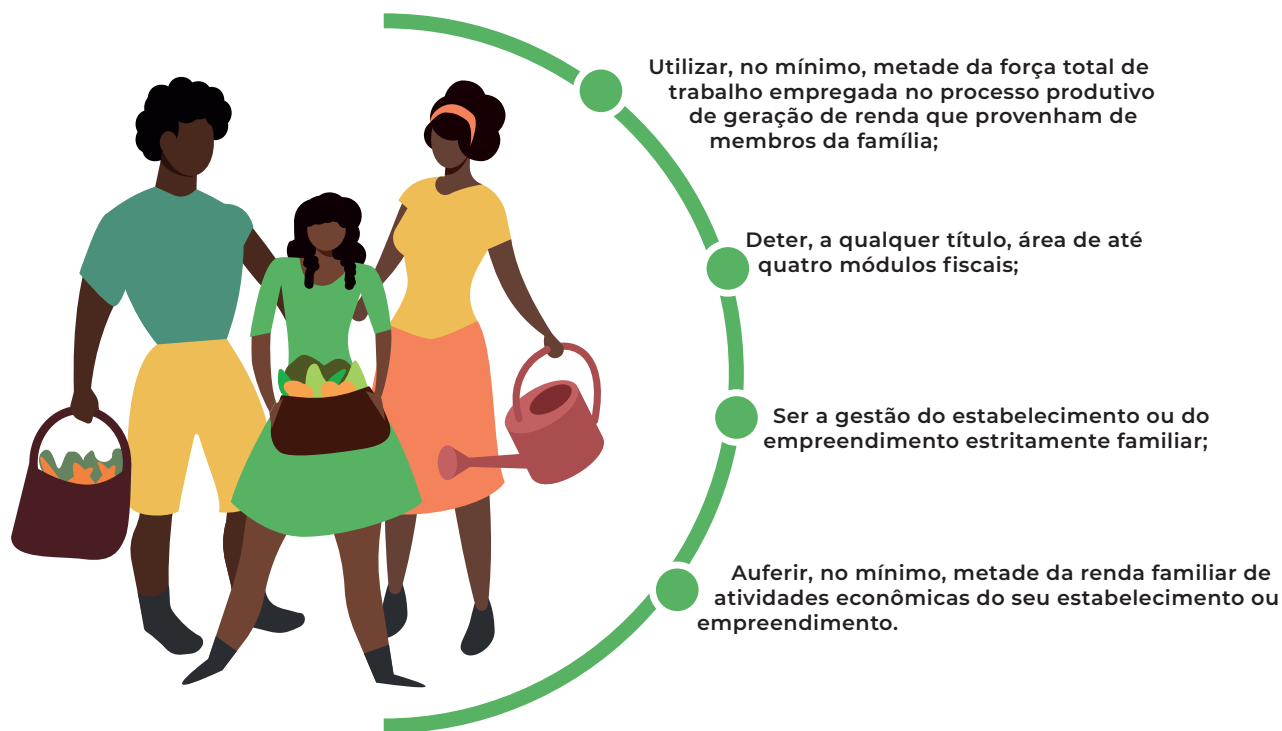 Utilizar, no mínimo, metade da força total de
trabalho empregada no processo produtivo
de geração de renda que provenham de
membros da família;
Deter, a qualquer título, área de até
quatro módulos fiscais;
Ser a gestão do estabelecimento ou do
empreendimento estritamente familiar;
Auferir, no mínimo, metade da renda familiar de
atividades econômicas do seu estabelecimento ou
empreendimento.